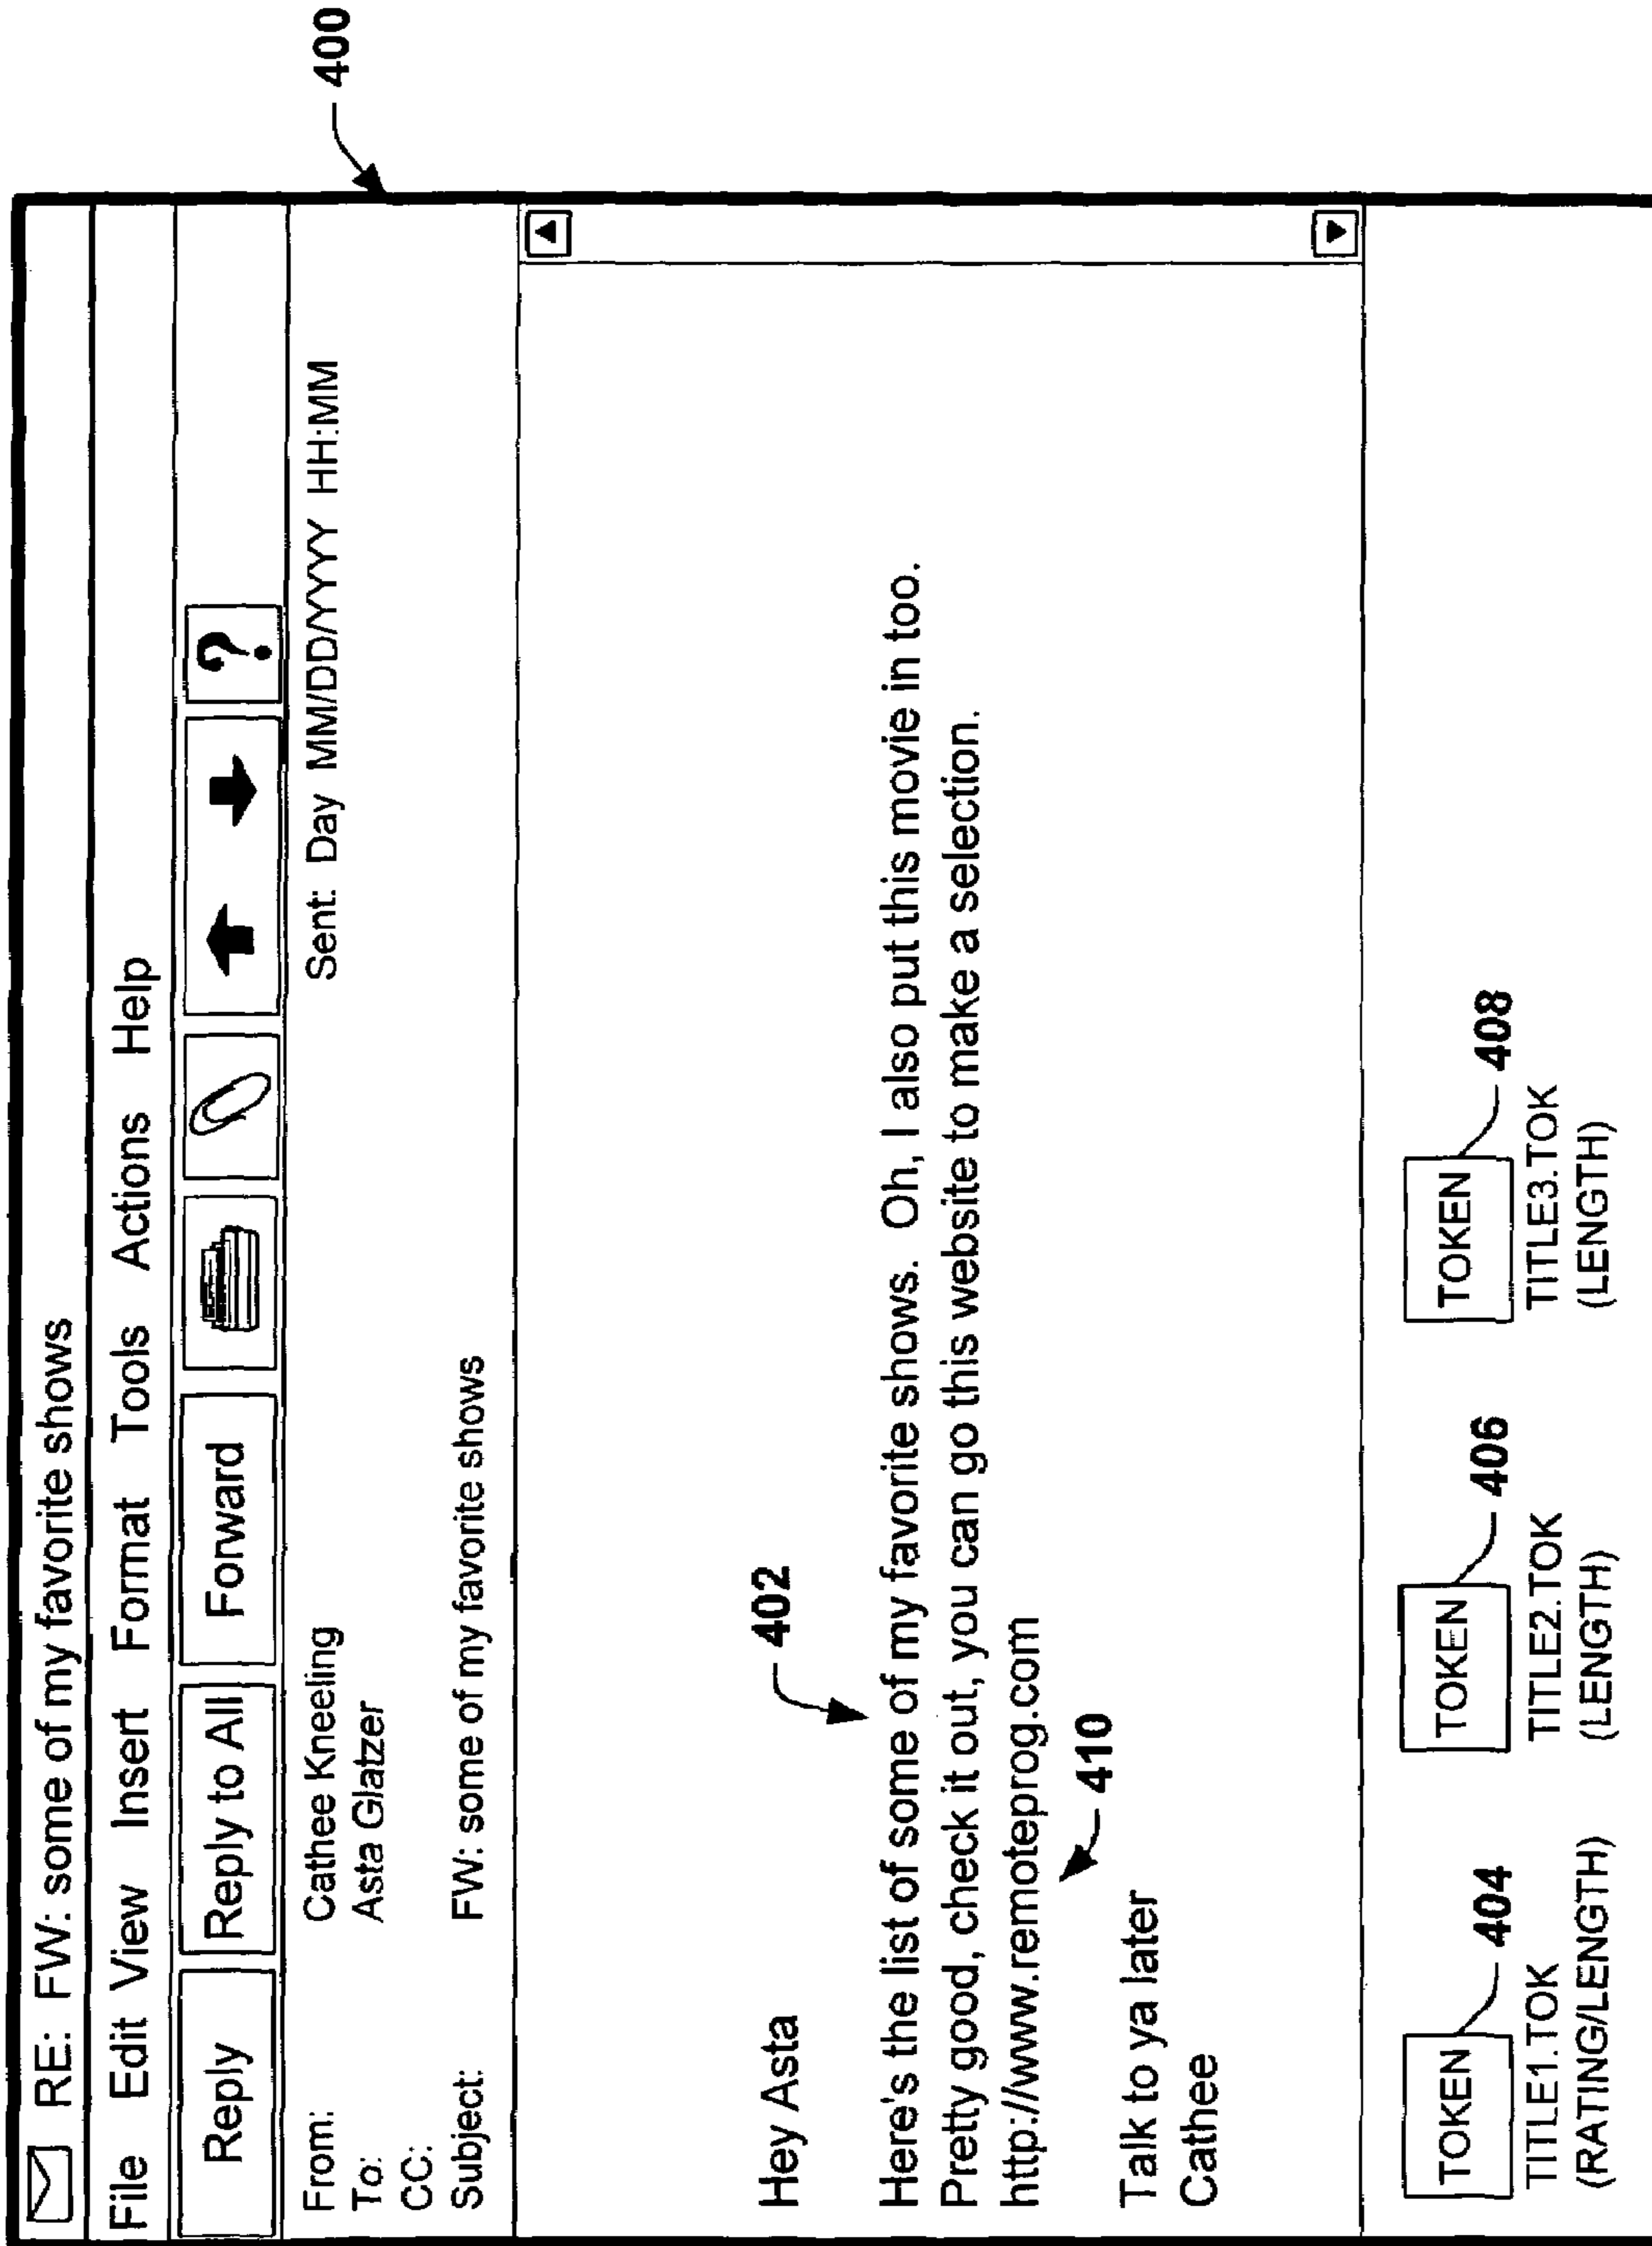 RE: FW: some of my favorite shows
File Edit View Insert Format Tools Actions Help
Reply Reply to All Forward ?
400
From: Cathee Kneeling Sent: Day MM/DD/YYYY HH:MM
To: Asta Glatzer
CC:
Subject: FW: some of my favorite shows
Hey Asta
402
Here's the list of some of my favorite shows. Oh, I also put this movie in too.
Pretty good, check it out, you can go this website to make a selection.
http://www.remoteprog.com
410
Talk to ya later
Cathee
TOKEN 404 TOKEN 406 TOKEN 408
TITLE1.TOK TITLE2.TOK TITLE3.TOK
(RATING/LENGTH) (LENGTH) (LENGTH)